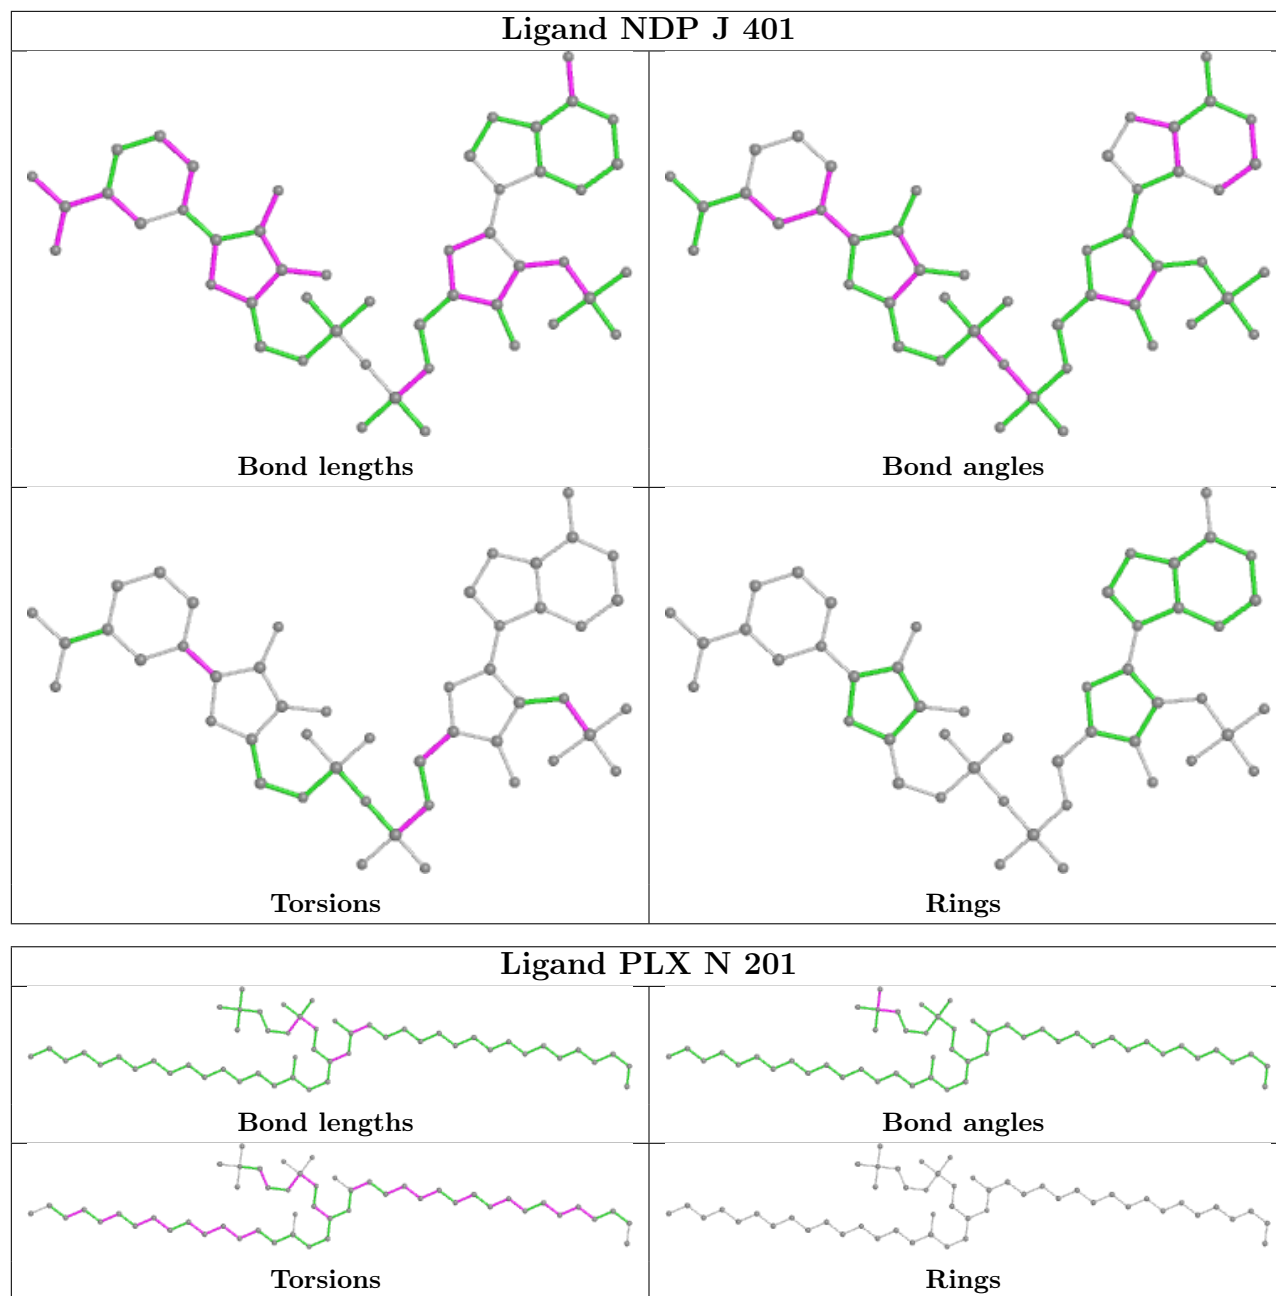 Ligand NDP J 401
Bond lengths
Bond angles
Torsions
Rings
Ligand PLX N 201
Bond lengths
Bond angles
Torsions
Rings